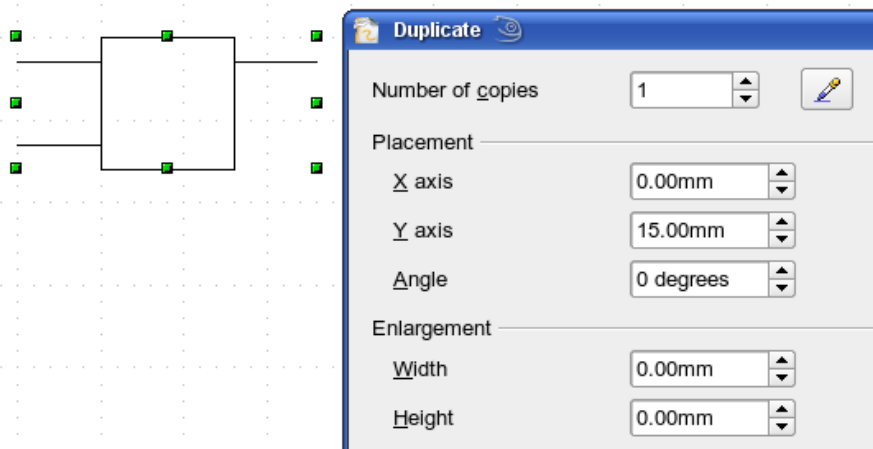 Duplicate
Number of copies 1
Placement
X axis 0.00mm
Y axis 15.00mm
Angle 0 degrees
Enlargement
Width 0.00mm
Height 0.00mm